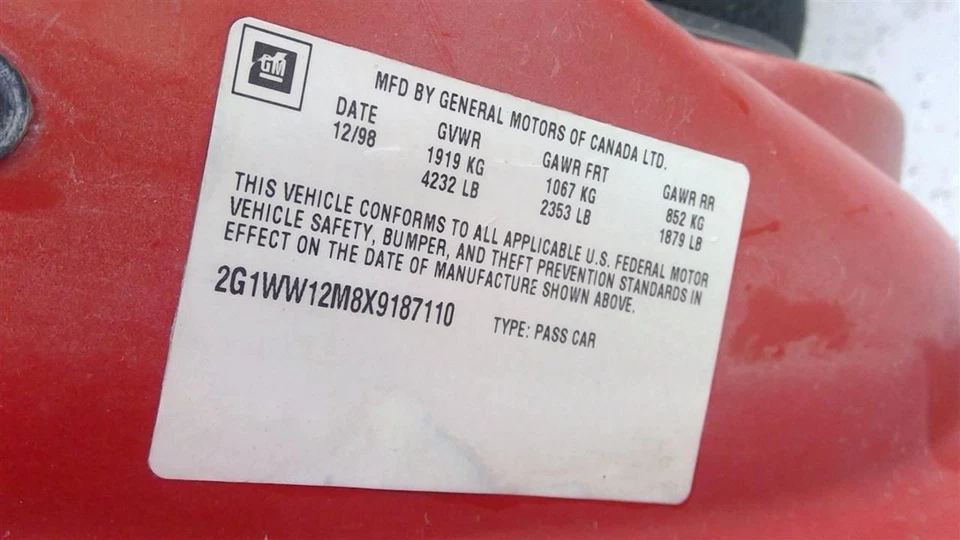 GM
MFD BY GENERAL MOTORS OF CANADA LTD.
DATE GVWR GAWR FRT GAWR RR
12/98 1919 KG 1067 KG 852 KG
4232 LB 2353 LB 1879 LB
THIS VEHICLE CONFORMS TO ALL APPLICABLE U.S. FEDERAL MOTOR
VEHICLE SAFETY, BUMPER, AND THEFT PREVENTION STANDARDS IN
EFFECT ON THE DATE OF MANUFACTURE SHOWN ABOVE.
2G1WW12M8X9187110 TYPE: PASS CAR